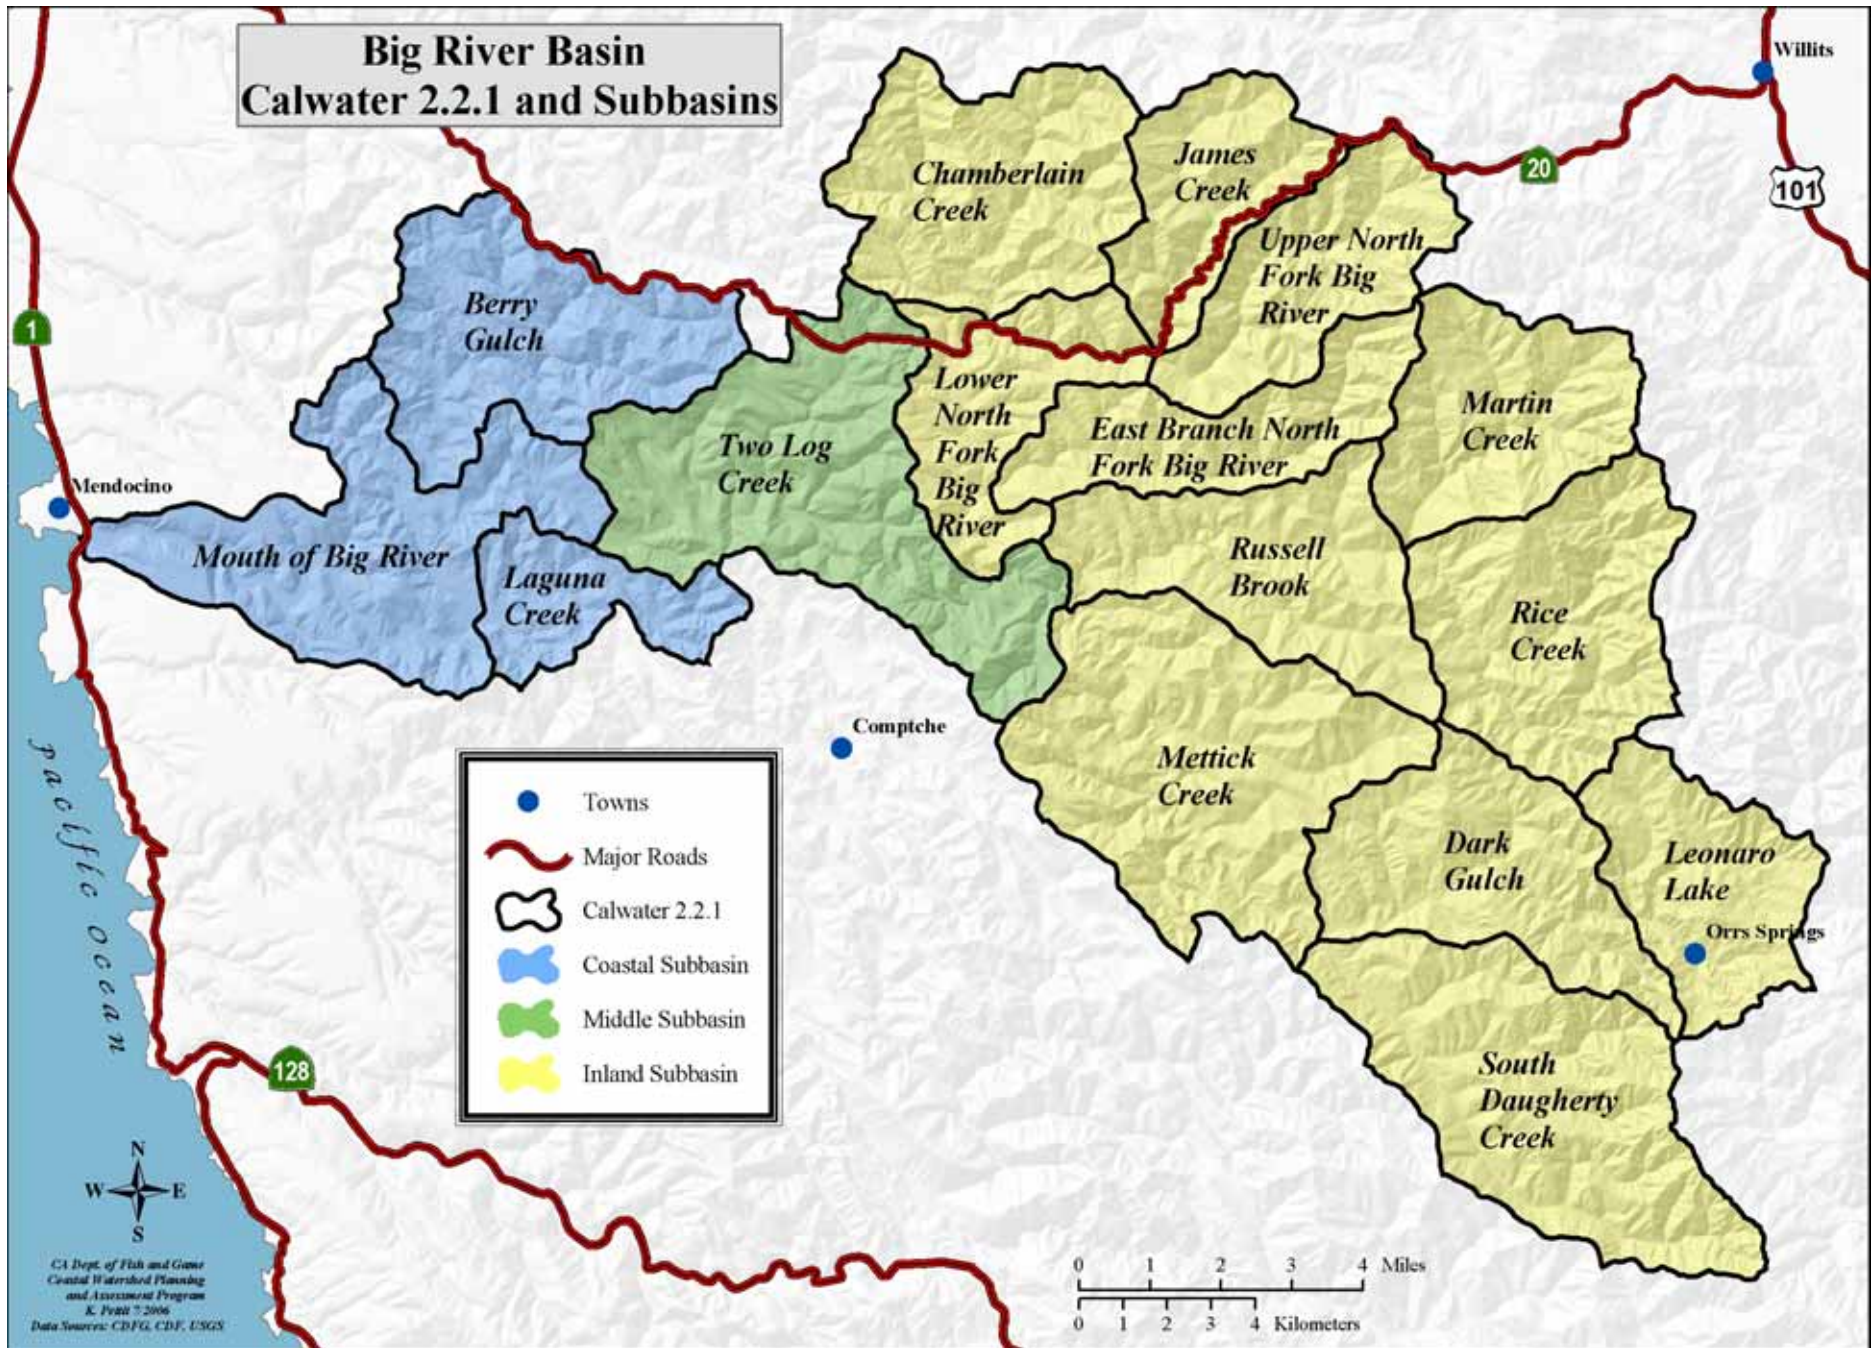 Big River Basin
Calwater 2.2.1 and Subbasins
Willits
20
101
1
Chamberlain
Creek
James
Creek
Upper North
Fork Big
River
Berry
Gulch
Lower
North
Fork
Big
River
East Branch North
Fork Big River
Martin
Creek
Two Log
Creek
Mendocino
Mouth of Big River
Laguna
Creek
Russell
Brook
Rice
Creek
Comptche
Mettick
Creek
Dark
Gulch
Leonaro
Lake
Orrs Springs
South
Daugherty
Creek
Pacific Ocean
Towns
Major Roads
Calwater 2.2.1
Coastal Subbasin
Middle Subbasin
Inland Subbasin
128
N
W E
S
CA Dept. of Fish and Game
Coastal Watershed Planning
and Assessment Program
K. Pettit 7/2006
Data Sources: CDFG, CDF, USGS
0 1 2 3 4 Miles
0 1 2 3 4 Kilometers